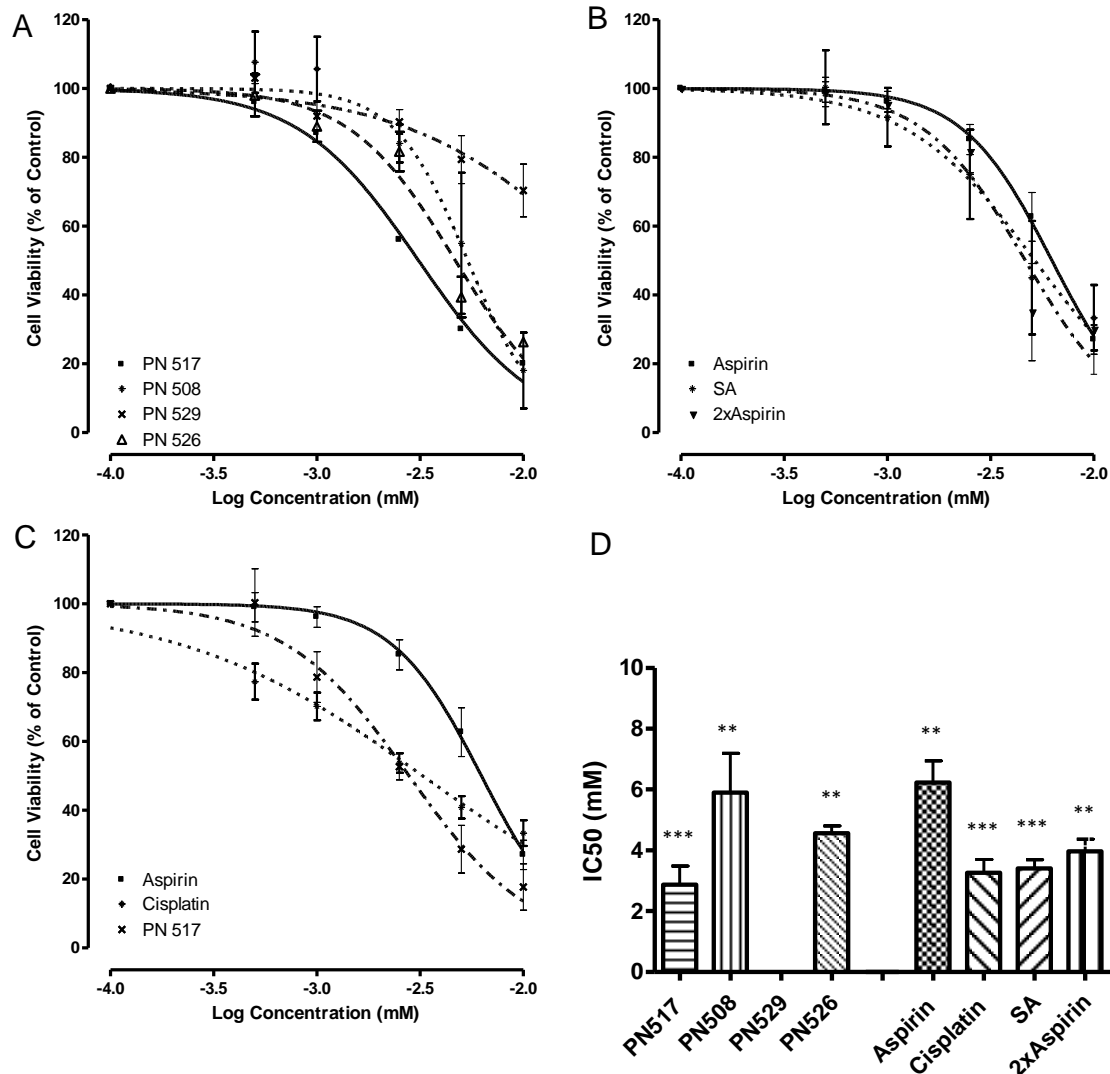 A
120
100
80
60
40
20
0
Cell Viability (% of Control)
PN 517
PN 508
PN 529
PN 526
-4.0 -3.5 -3.0 -2.5 -2.0
Log Concentration (mM)
B
120
100
80
60
40
20
0
Cell Viability (% of Control)
Aspirin
SA
2xAspirin
-4.0 -3.5 -3.0 -2.5 -2.0
Log Concentration (mM)
C
120
100
80
60
40
20
0
Cell Viability (% of Control)
Aspirin
Cisplatin
PN 517
-4.0 -3.5 -3.0 -2.5 -2.0
Log Concentration (mM)
D
10
8
6
4
2
0
IC50 (mM)
*** ** ** ** *** *** **
PN517 PN508 PN529 PN526 Aspirin Cisplatin SA 2xAspirin